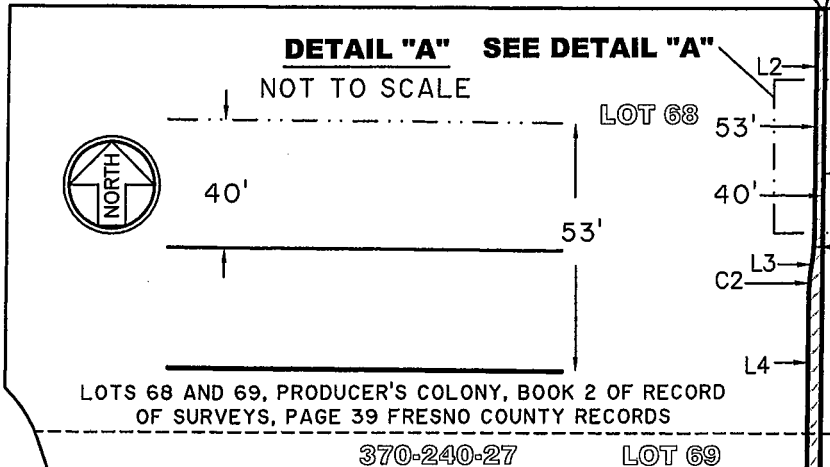 DETAIL "A" SEE DETAIL "A"
NOT TO SCALE
L2
LOT 68
53'
NORTH
40'
40'
53'
L3
C2
L4
LOTS 68 AND 69, PRODUCER'S COLONY, BOOK 2 OF RECORD
OF SURVEYS, PAGE 39 FRESNO COUNTY RECORDS
370-240-27 LOT 69